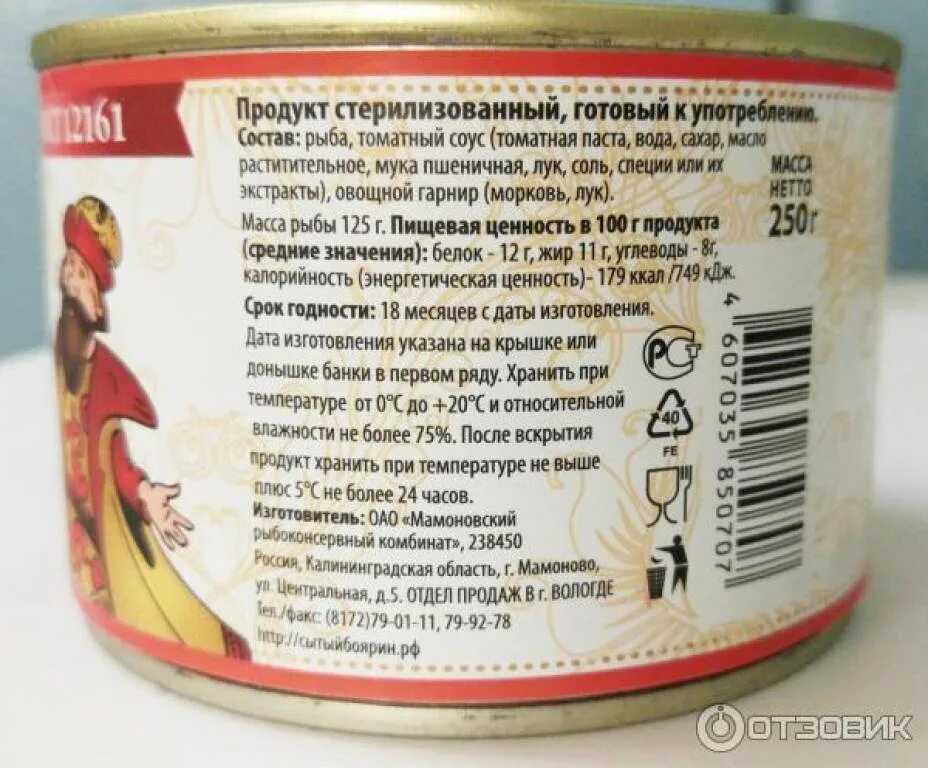 12161
Продукт стерилизованный, готовый к употреблению.
Состав: рыба, томатный соус (томатная паста, вода, сахар, масло
растительное, мука пшеничная, лук, соль, специи или их
экстракты), овощной гарнир (морковь, лук).
МАССА
НЕТТО
250г
Масса рыбы 125 г. Пищевая ценность в 100 г продукта
(средние значения): белок - 12 г, жир 11 г, углеводы - 8г,
калорийность (энергетическая ценность)- 179 ккал /749 кДж.
Срок годности: 18 месяцев с даты изготовления.
Дата изготовления указана на крышке или
донышке банки в первом ряду. Хранить при
температуре от 0°С до +20°С и относительной
влажности не более 75%. После вскрытия
продукт хранить при температуре не выше
плюс 5°С не более 24 часов.
Изготовитель: ОАО «Мамоновский
рыбоконсервный комбинат», 238450
Россия, Калининградская область, г. Мамоново,
ул. Центральная, д.5. ОТДЕЛ ПРОДАЖ В г. ВОЛОГДЕ
Тел./факс: (8172)79-01-11, 79-92-78
http://сытыйбоярин.рф
РСТ
40
FE
4 607035 850707
ОТЗОВИК